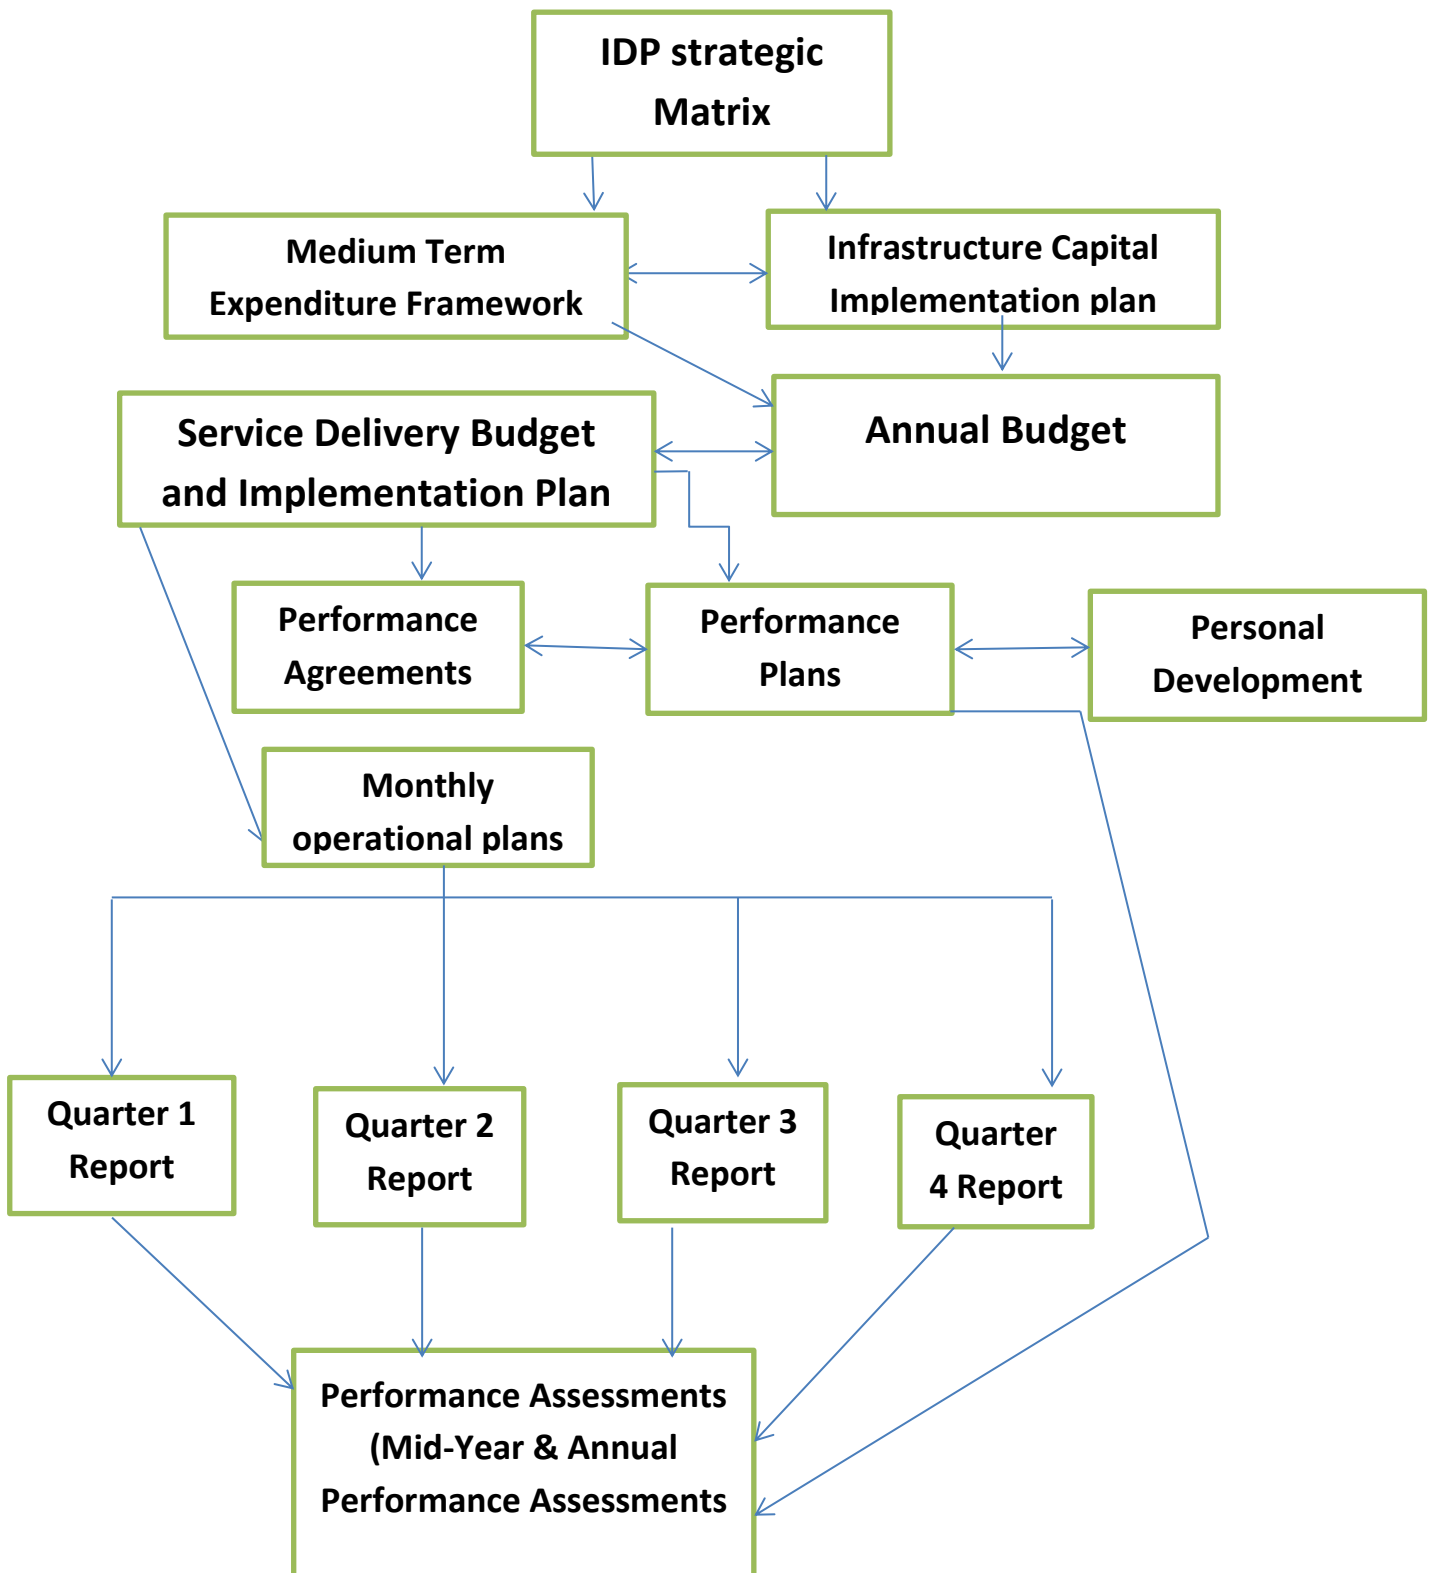 IDP strategic
Matrix
Medium Term
Expenditure Framework
Infrastructure Capital
Implementation plan
Service Delivery Budget
and Implementation Plan
Annual Budget
Performance
Agreements
Performance
Plans
Personal
Development
Monthly
operational plans
Quarter 1
Report
Quarter 2
Report
Quarter 3
Report
Quarter
4 Report
Performance Assessments
(Mid-Year & Annual
Performance Assessments